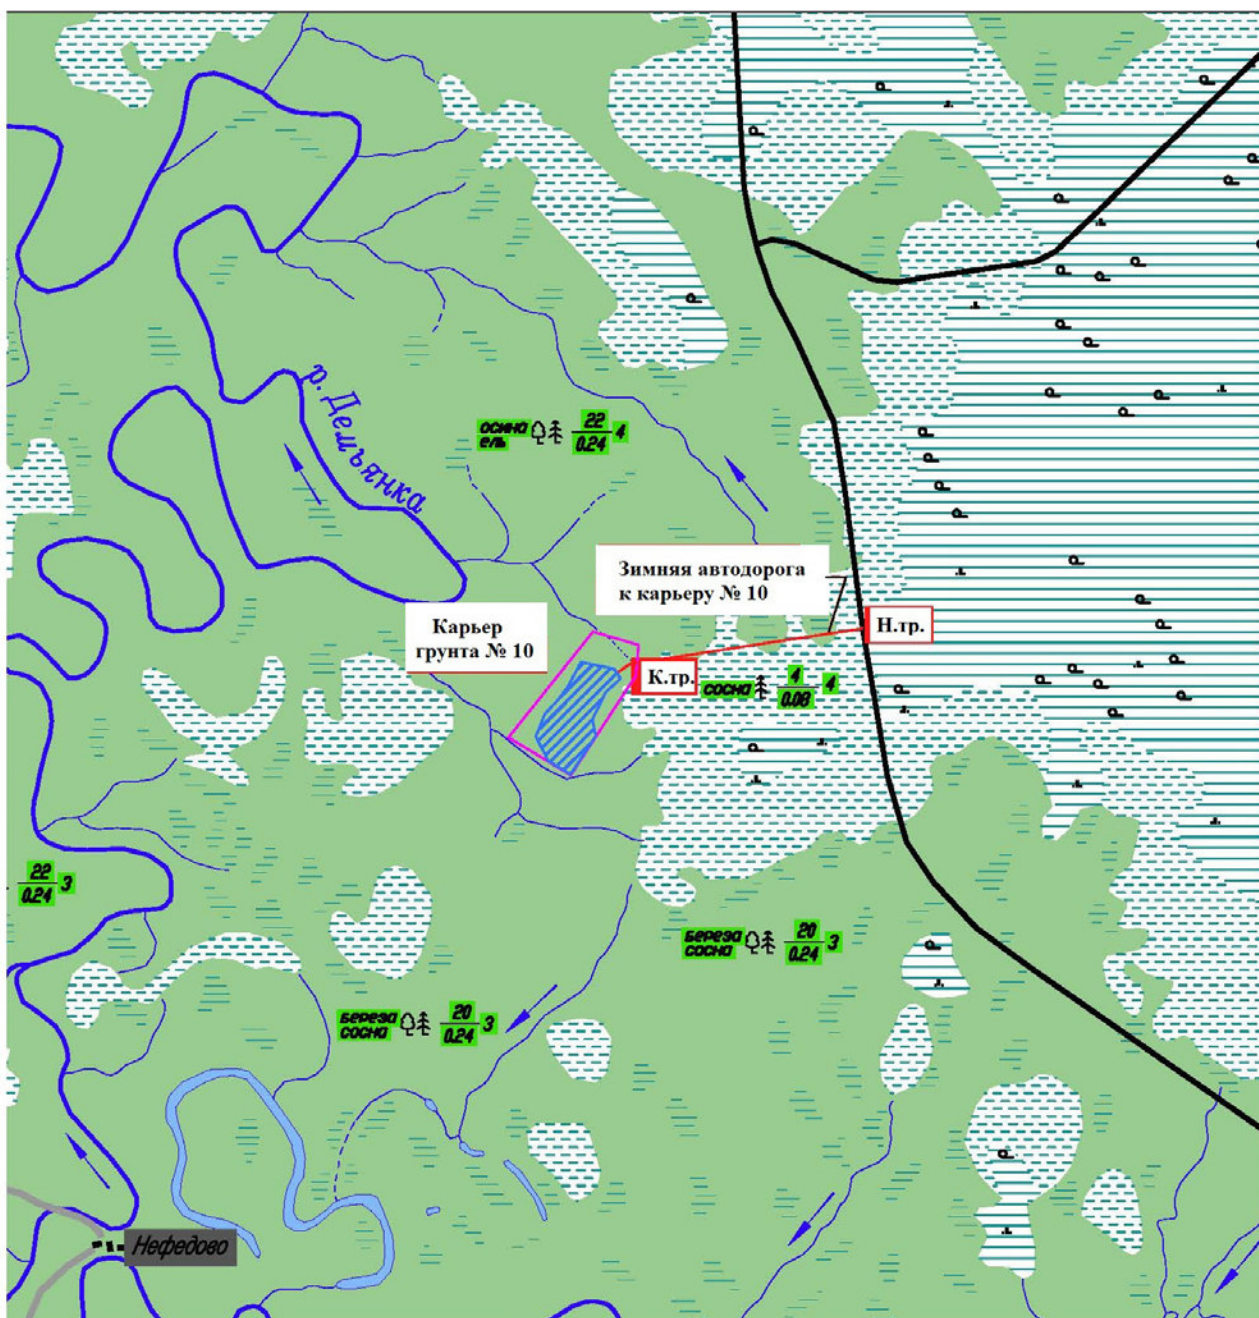 р. Демьянка
осина
ель
22
0.24
4
Зимняя автодорога
к карьеру № 10
Карьер
грунта № 10
Н.тр.
К.тр.
сосна
4
0.08
4
22
0.24
3
береза
сосна
20
0.24
3
береза
сосна
20
0.24
3
Нефедово